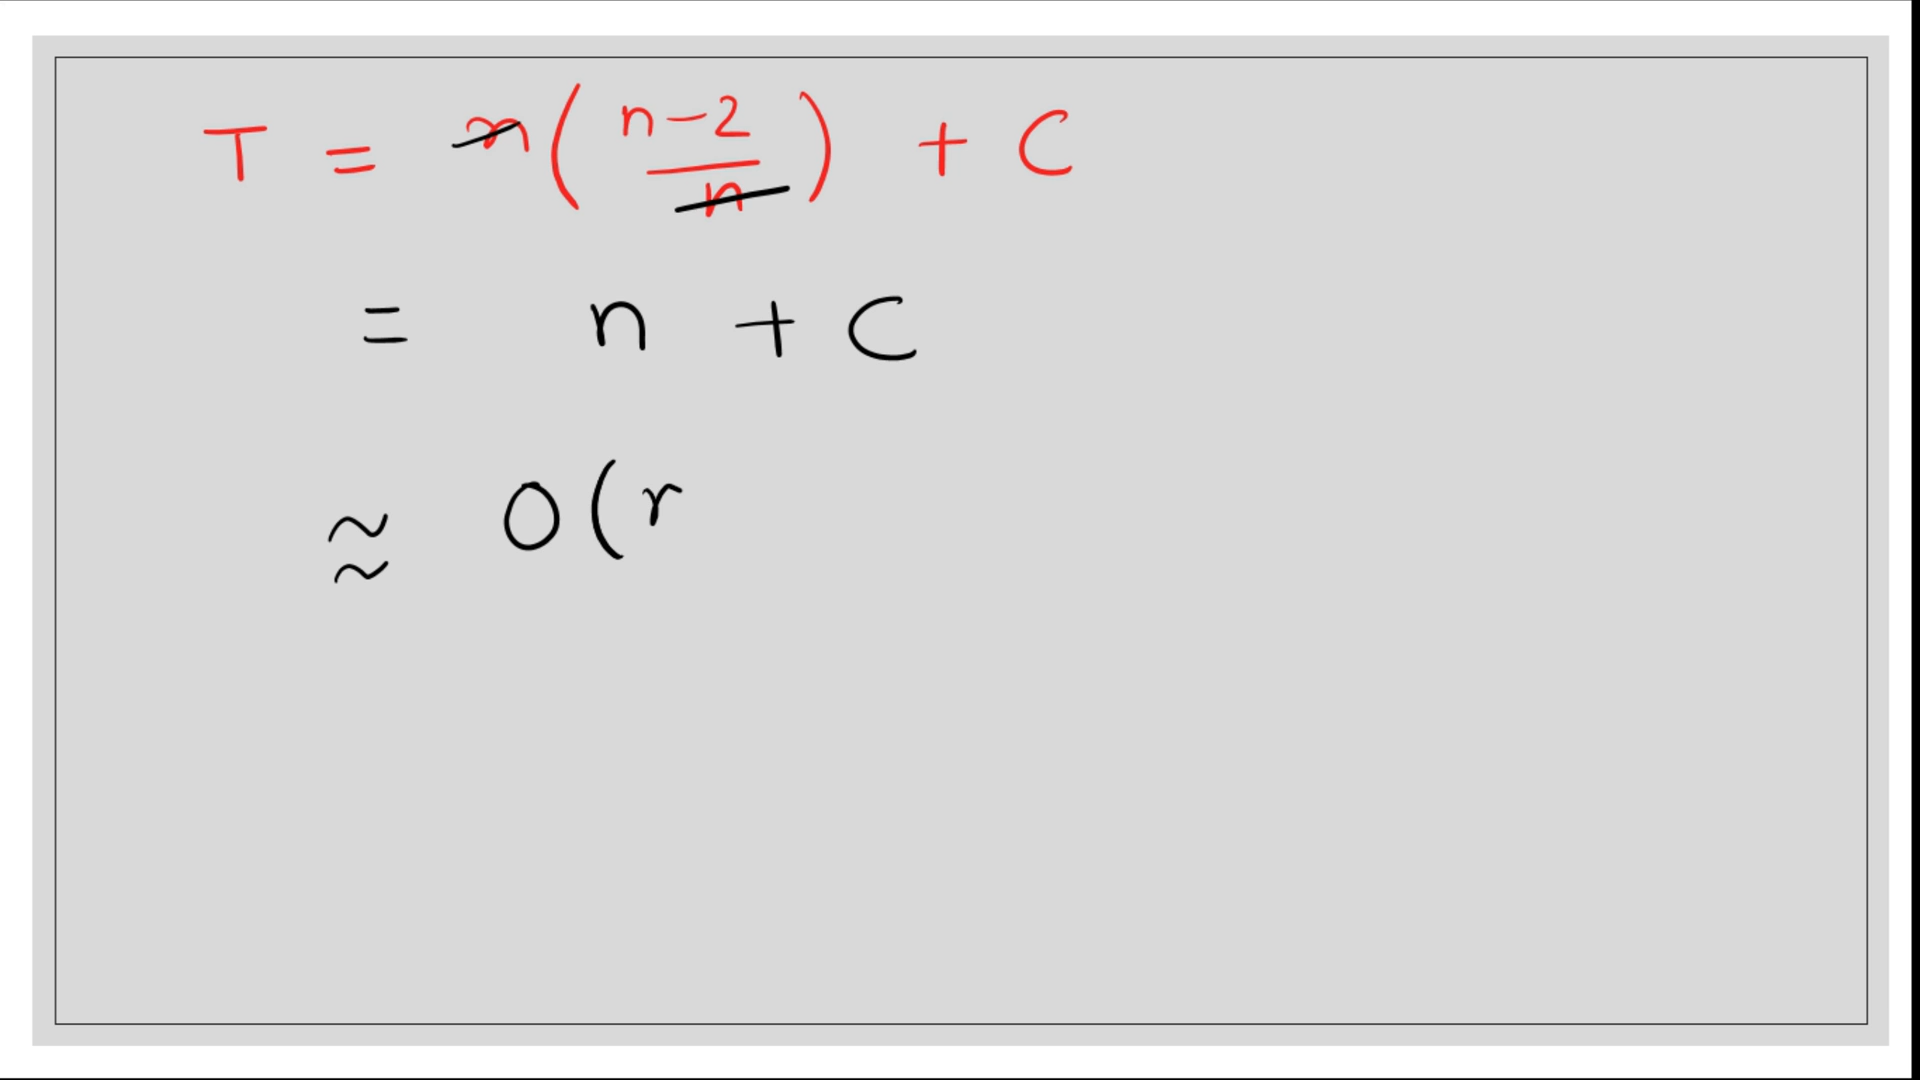 T = n(n-2/n) + C
= n + C
≈ O(r